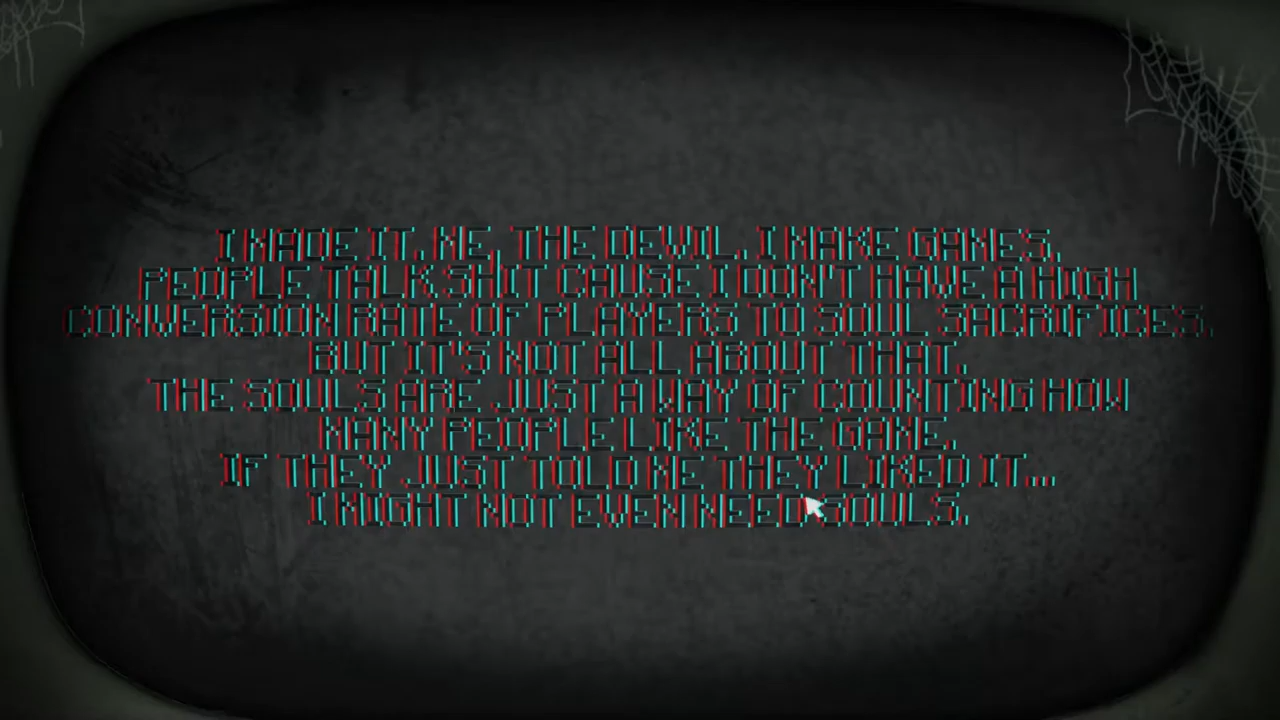 I MADE IT. ME, THE DEVIL. I MAKE GAMES.
PEOPLE TALK SHIT CAUSE I DON'T HAVE A HIGH
CONVERSION RATE OF PLAYERS TO SOUL SACRIFICES.
BUT IT'S NOT ALL ABOUT THAT.
THE SOULS ARE JUST A WAY OF COUNTING HOW
MANY PEOPLE LIKE THE GAME.
IF THEY JUST TOLD ME THEY LIKED IT...
I MIGHT NOT EVEN NEED SOULS.